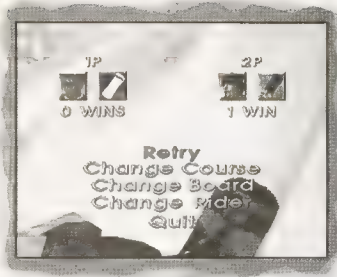 1P 2P
0 WINS 1 WIN
Retry
Change Course
Change Board
Change Rider
Quit